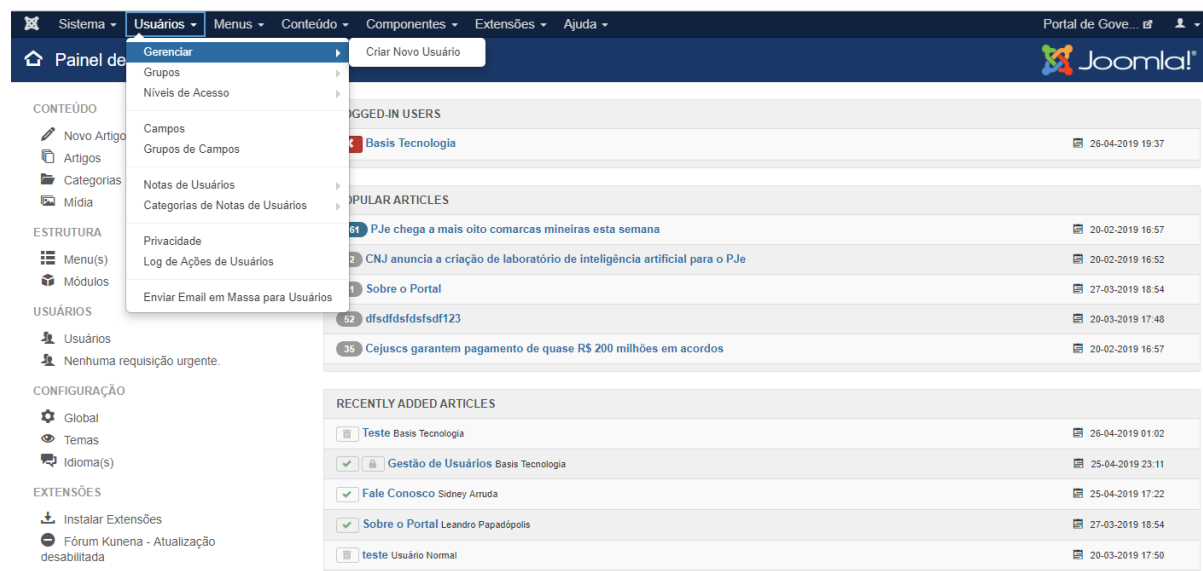 Sistema Usuários Menus Conteúdo Componentes Extensões Ajuda Portal de Gove...
Painel de Joomla!®
Gerenciar
Criar Novo Usuário
Grupos
Níveis de Acesso
Campos
Grupos de Campos
Notas de Usuários
Categorias de Notas de Usuários
Privacidade
Log de Ações de Usuários
Enviar Email em Massa para Usuários
CONTEÚDO
Novo Artigo
Artigos
Categorias
Mídia
ESTRUTURA
Menu(s)
Módulos
USUÁRIOS
Usuários
Nenhuma requisição urgente.
CONFIGURAÇÃO
Global
Temas
Idioma(s)
EXTENSÕES
Instalar Extensões
Fórum Kunena - Atualização
desabilitada
OGGED-IN USERS
Basis Tecnologia 26-04-2019 19:37
OPULAR ARTICLES
61 PJe chega a mais oito comarcas mineiras esta semana 20-02-2019 16:57
2 CNJ anuncia a criação de laboratório de inteligência artificial para o PJe 20-02-2019 16:52
1 Sobre o Portal 27-03-2019 18:54
52 dfsdfdsfdsfsdf123 20-03-2019 17:48
35 Cejuscs garantem pagamento de quase R$ 200 milhões em acordos 20-02-2019 16:57
RECENTLY ADDED ARTICLES
Teste Basis Tecnologia 26-04-2019 01:02
Gestão de Usuários Basis Tecnologia 25-04-2019 23:11
Fale Conosco Sidney Arruda 25-04-2019 17:22
Sobre o Portal Leandro Papadópolis 27-03-2019 18:54
teste Usuário Normal 20-03-2019 17:50